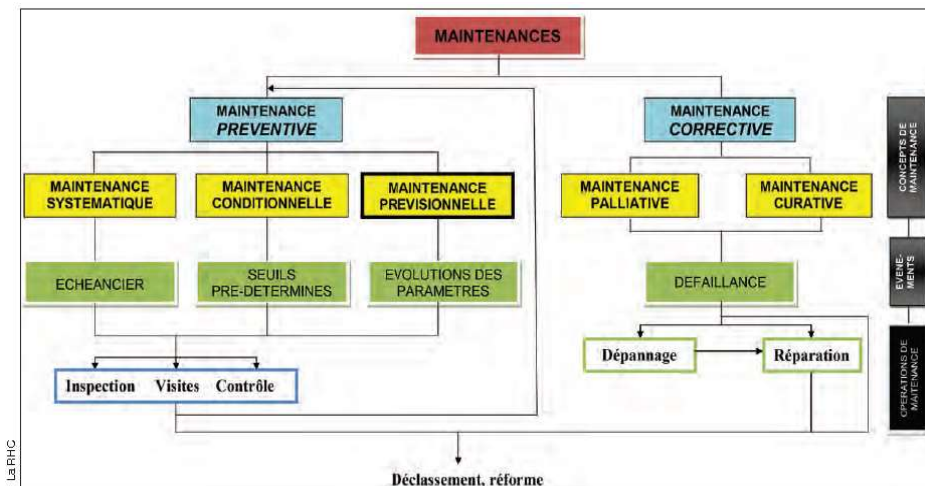 MAINTENANCES
MAINTENANCE
PREVENTIVE
MAINTENANCE
CORRECTIVE
MAINTENANCE
SYSTEMATIQUE
MAINTENANCE
CONDITIONNELLE
MAINTENANCE
PREVISIONNELLE
MAINTENANCE
PALLIATIVE
MAINTENANCE
CURATIVE
CONCEPTS DE
MAINTENANCE
ECHEANCIER
SEUILS
PRE-DETERMINES
EVOLUTIONS DES
PARAMETRES
DEFAILLANCE
EVENE-
MENTS
Dépannage
Réparation
Inspection Visites Contrôle
OPERATIONS DE
MAITENANCE
Déclassement, réforme
La RHC